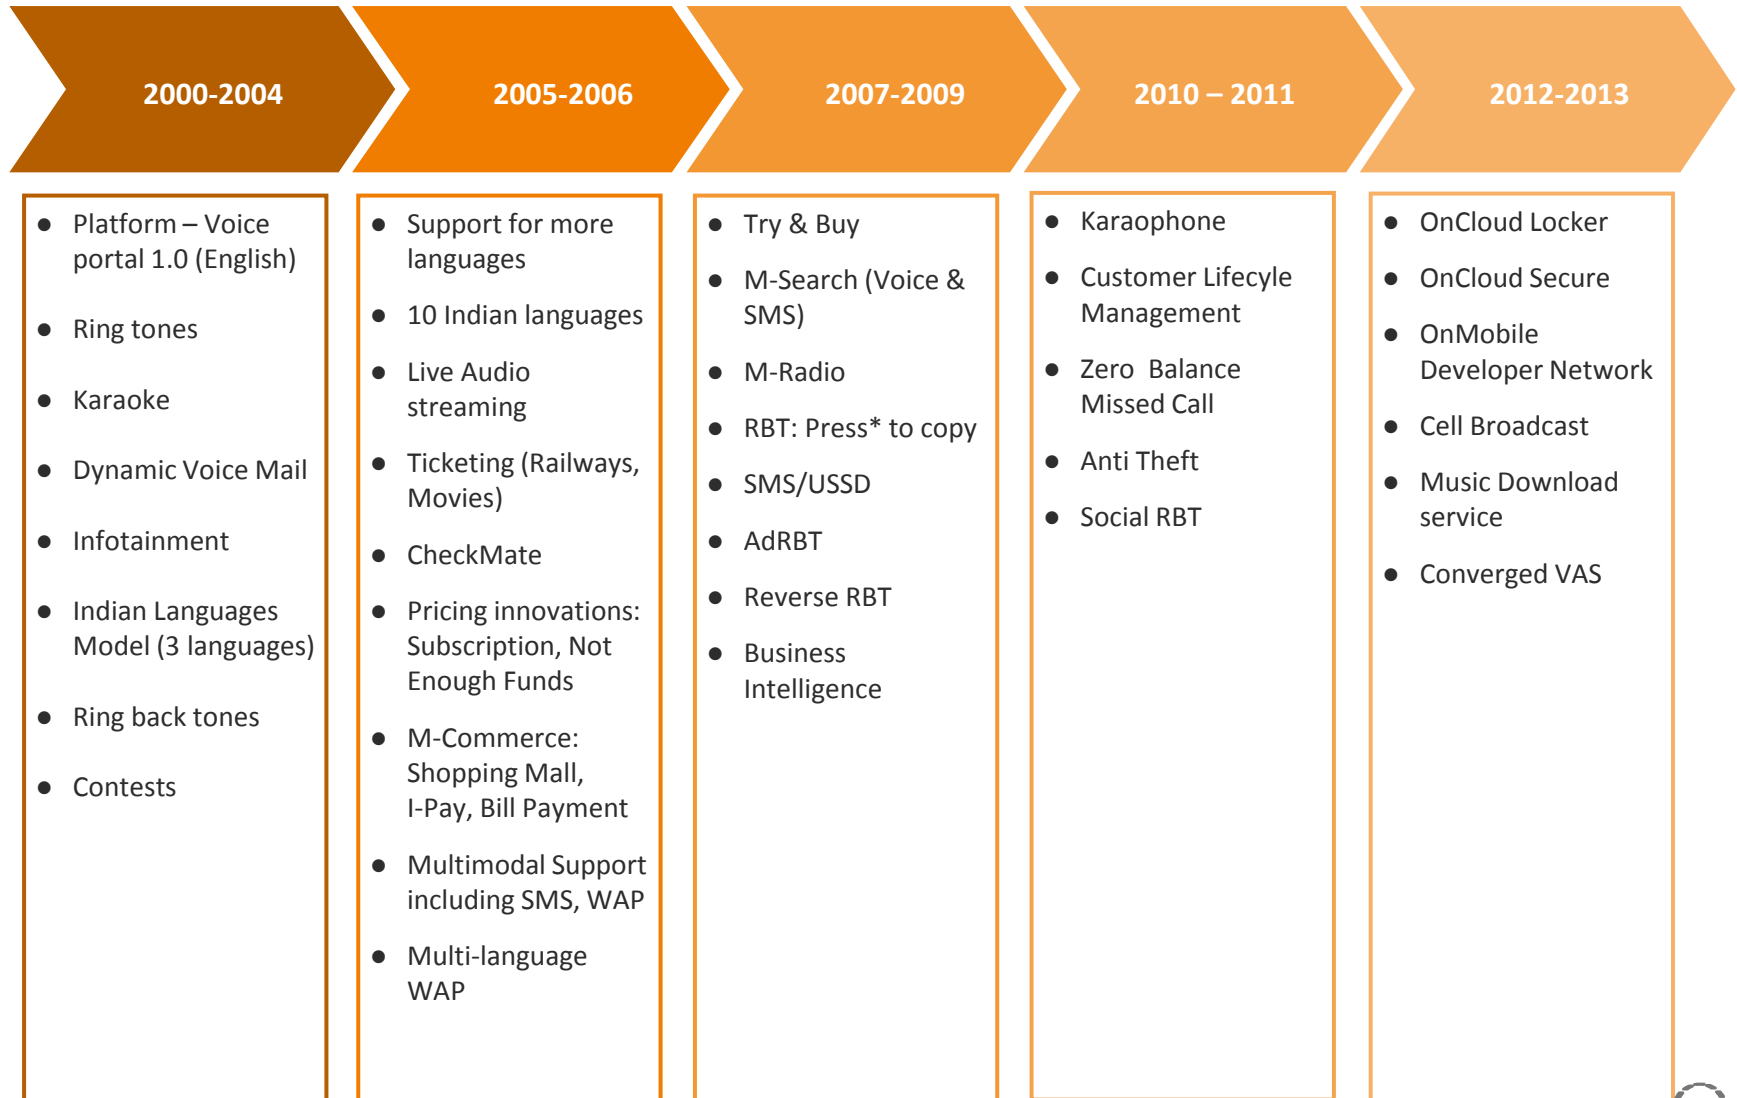 2000-2004
2005-2006
2007-2009
2010 – 2011
2012-2013
● Platform – Voice
portal 1.0 (English)
● Ring tones
● Karaoke
● Dynamic Voice Mail
● Infotainment
● Indian Languages
Model (3 languages)
● Ring back tones
● Contests
● Support for more
languages
● 10 Indian languages
● Live Audio
streaming
● Ticketing (Railways,
Movies)
● CheckMate
● Pricing innovations:
Subscription, Not
Enough Funds
● M-Commerce:
Shopping Mall,
I-Pay, Bill Payment
● Multimodal Support
including SMS, WAP
● Multi-language
WAP
● Try & Buy
● M-Search (Voice &
SMS)
● M-Radio
● RBT: Press* to copy
● SMS/USSD
● AdRBT
● Reverse RBT
● Business
Intelligence
● Karaophone
● Customer Lifecyle
Management
● Zero Balance
Missed Call
● Anti Theft
● Social RBT
● OnCloud Locker
● OnCloud Secure
● OnMobile
Developer Network
● Cell Broadcast
● Music Download
service
● Converged VAS